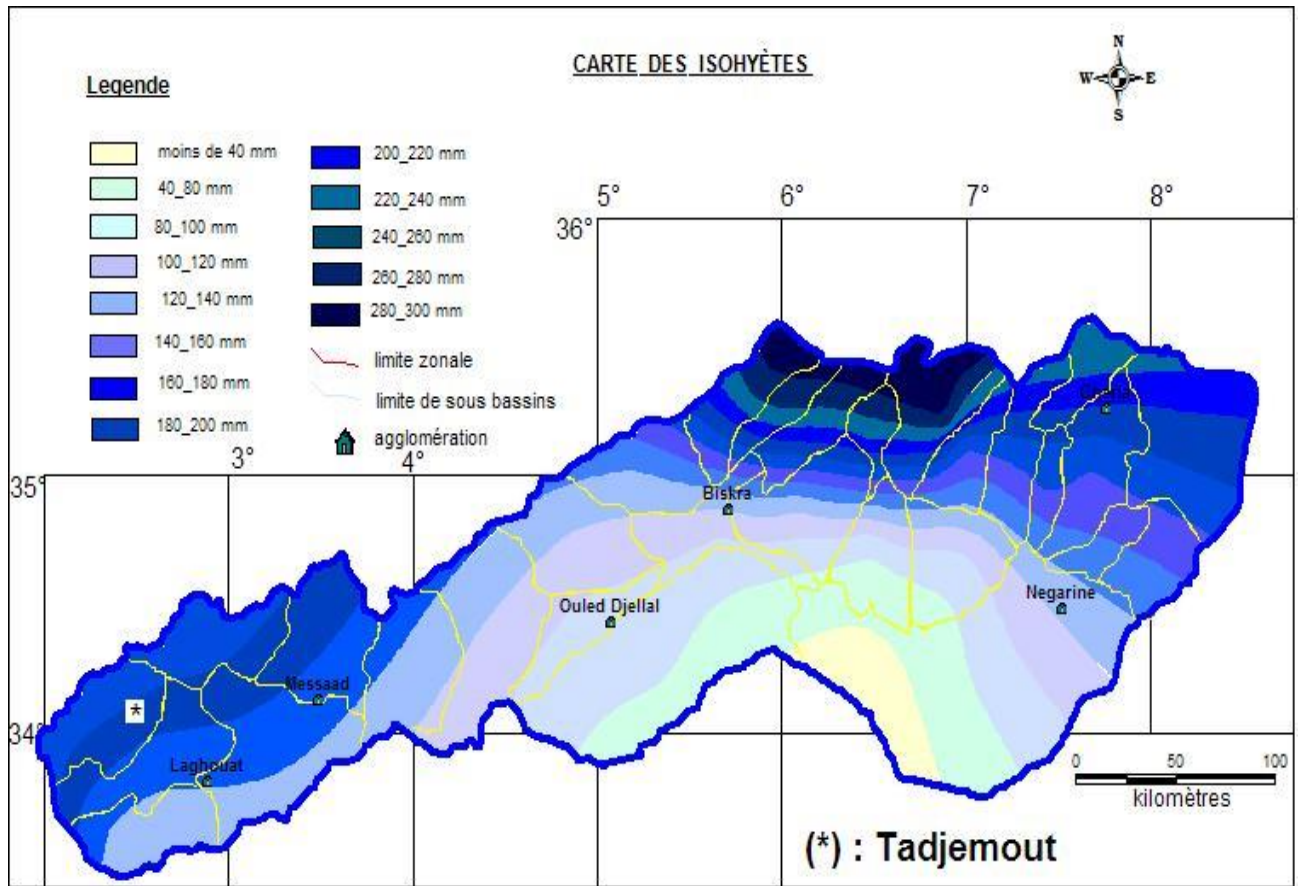 CARTE DES ISOHYÈTES
N
W E
S
Legende
moins de 40 mm
40_80 mm
80_100 mm
100_120 mm
120_140 mm
140_160 mm
160_180 mm
180_200 mm
200_220 mm
220_240 mm
240_260 mm
260_280 mm
280_300 mm
limite zonale
limite de sous bassins
agglomération
5° 6° 7° 8°
36°
3° 4°
35°
34°
Biskra
Ouled Djellal
Negarine
Messaad
*
Laghouat
0 50 100
kilomètres
(*) : Tadjemout